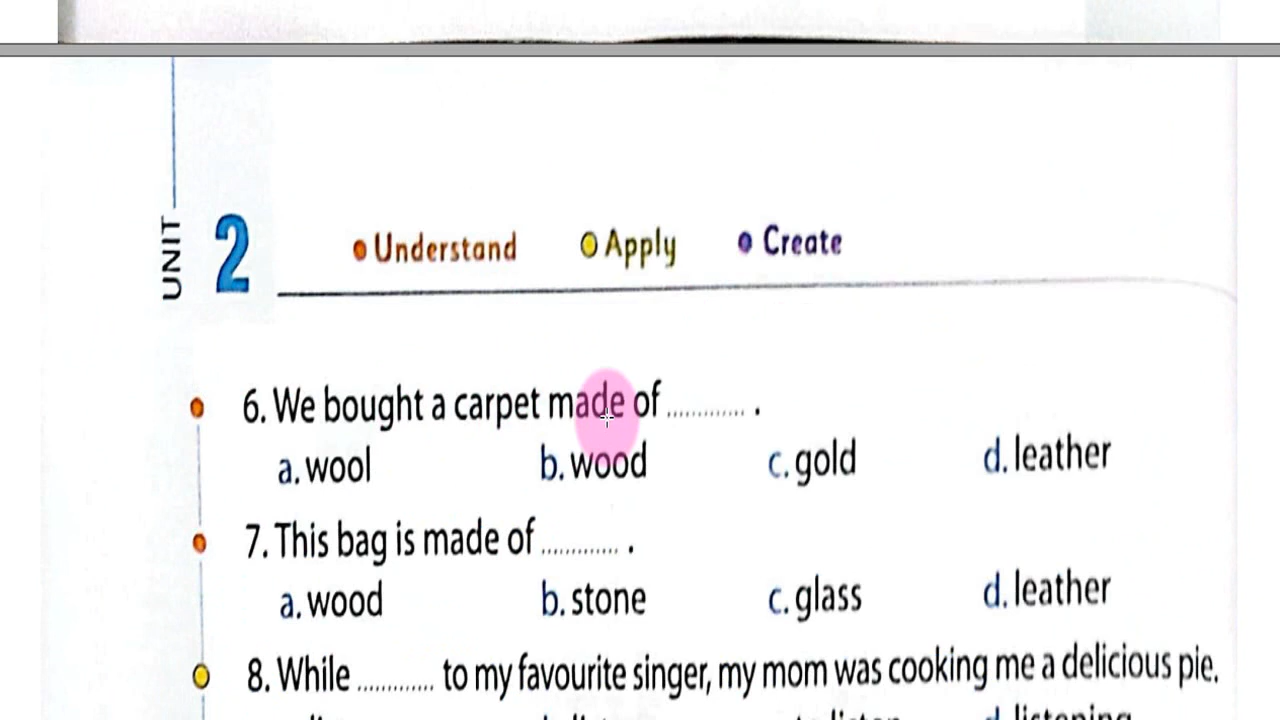 UNIT 2
Understand Apply Create
6. We bought a carpet made of ............. .
a. wool b. wood c. gold d. leather
7. This bag is made of ............. .
a. wood b. stone c. glass d. leather
8. While ............. to my favourite singer, my mom was cooking me a delicious pie.
d. listening